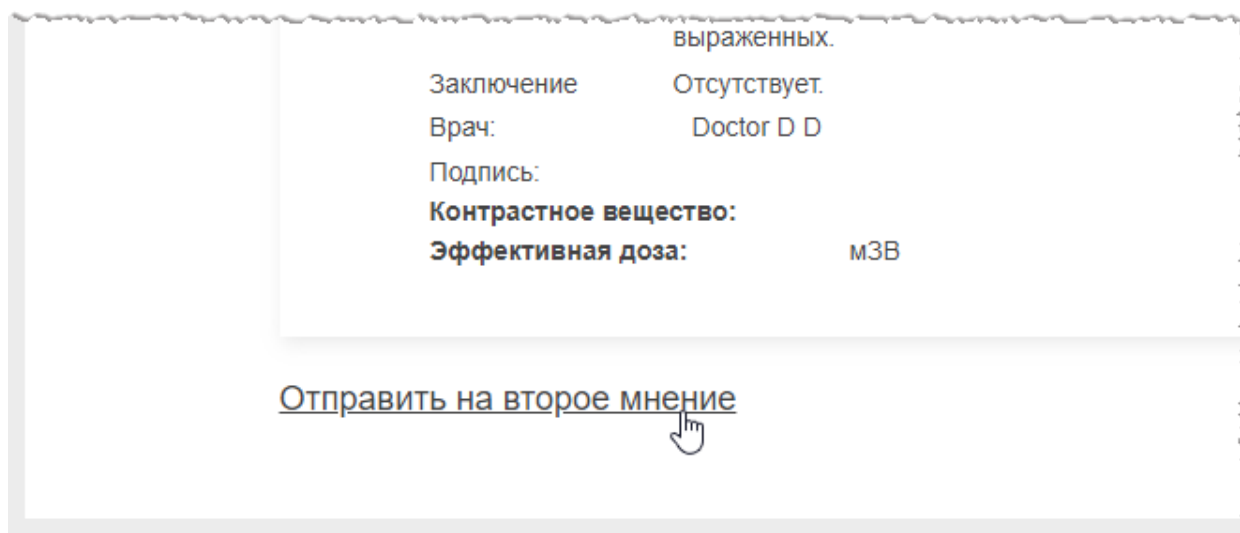 выраженных.
Заключение Отсутствует.
Врач: Doctor D D
Подпись:
Контрастное вещество:
Эффективная доза: мЗВ
Отправить на второе мнение